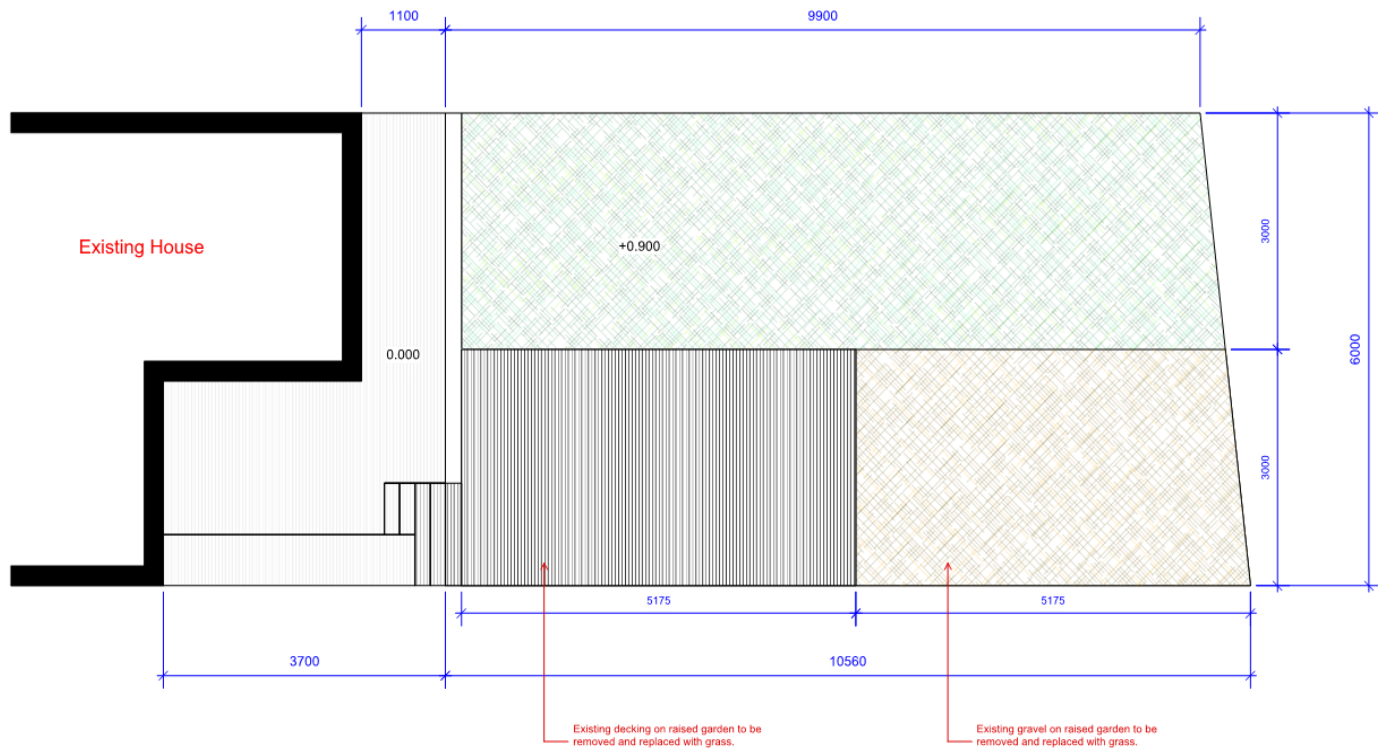 1100
9900
Existing House
+0.900
3000
0.000
6000
3000
5175
5175
3700
10560
Existing decking on raised garden to be
removed and replaced with grass.
Existing gravel on raised garden to be
removed and replaced with grass.